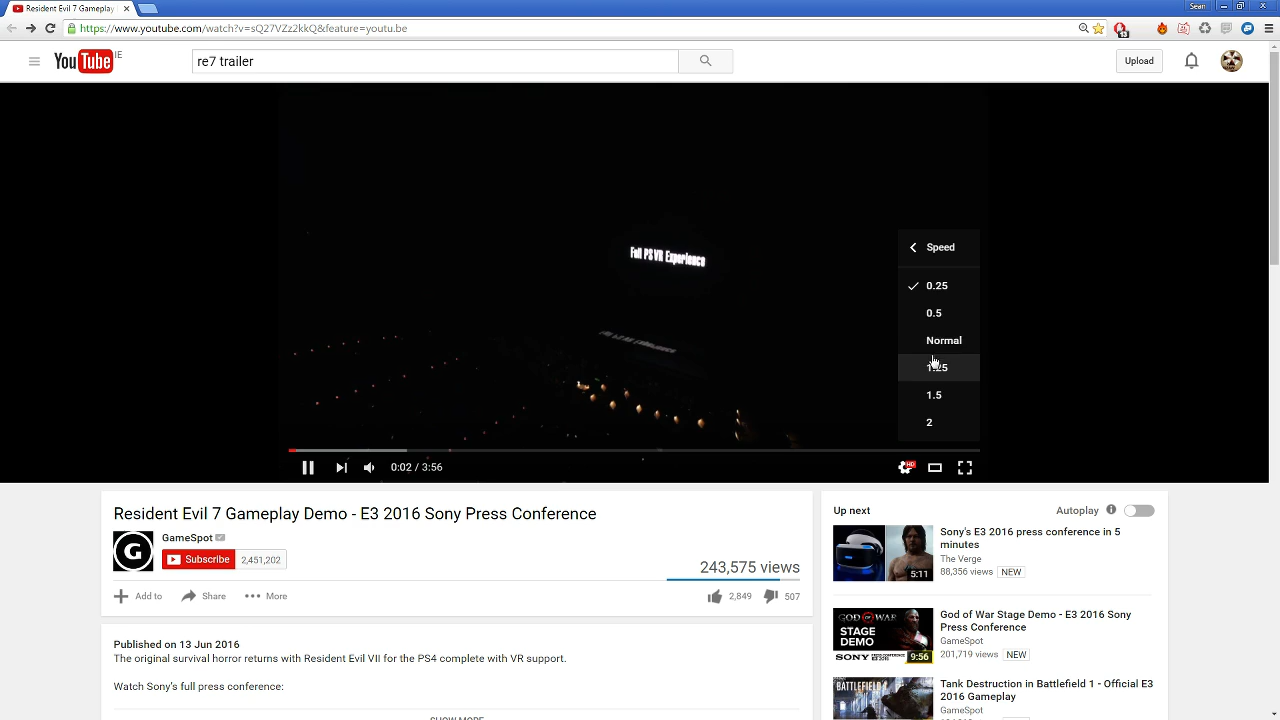 Resident Evil 7 Gameplay
Sean
https://www.youtube.com/watch?v=sQ27VZz2kkQ&feature=youtu.be
YouTube IE
re7 trailer
Upload
Full PSVR Experience
Speed
0.25
0.5
Normal
1.25
1.5
2
0:02 / 3:56
HD
Resident Evil 7 Gameplay Demo - E3 2016 Sony Press Conference
G
GameSpot
Subscribe 2,451,202
243,575 views
Add to Share More
2,849 507
Published on 13 Jun 2016
The original survival horror returns with Resident Evil VII for the PS4 complete with VR support.
Watch Sony's full press conference:
SHOW MORE
Up next
Autoplay
5:11
Sony's E3 2016 press conference in 5
minutes
The Verge
88,356 views NEW
GOD OF WAR
STAGE
DEMO
SONY
9:56
God of War Stage Demo - E3 2016 Sony
Press Conference
GameSpot
201,719 views NEW
BATTLEFIELD
Tank Destruction in Battlefield 1 - Official E3
2016 Gameplay
GameSpot